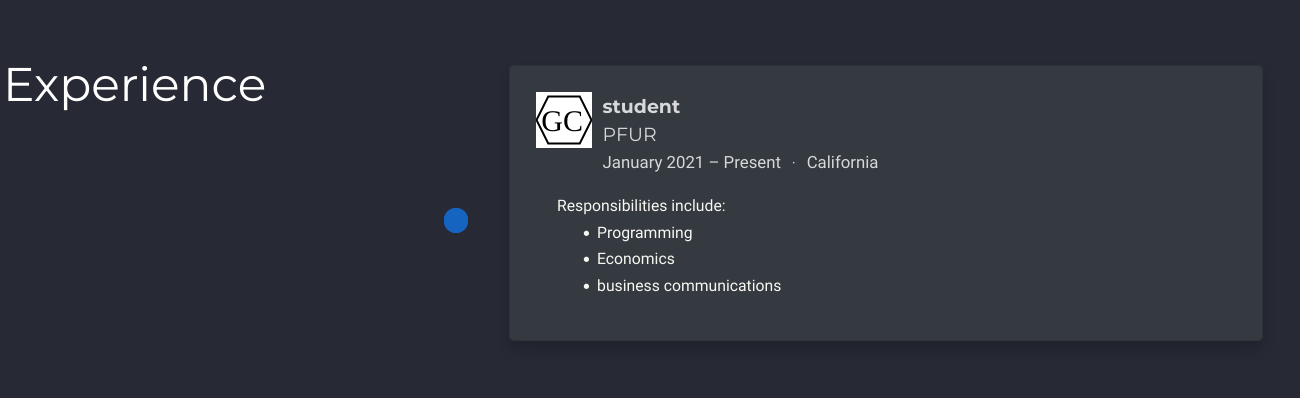 Experience
GC
student
PFUR
January 2021 – Present · California
Responsibilities include:
• Programming
• Economics
• business communications